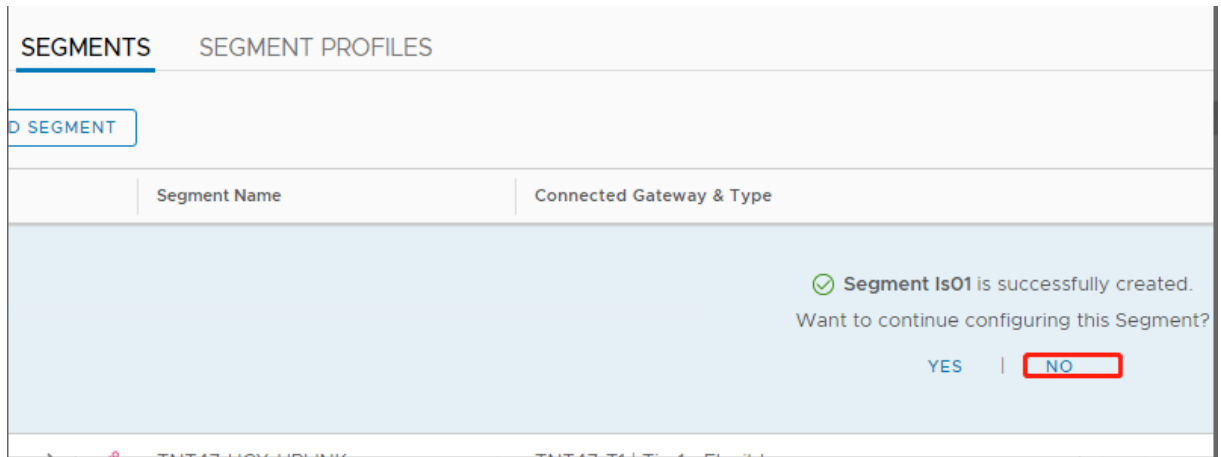 SEGMENTS SEGMENT PROFILES
D SEGMENT
Segment Name Connected Gateway & Type
Segment ls01 is successfully created.
Want to continue configuring this Segment?
YES | NO